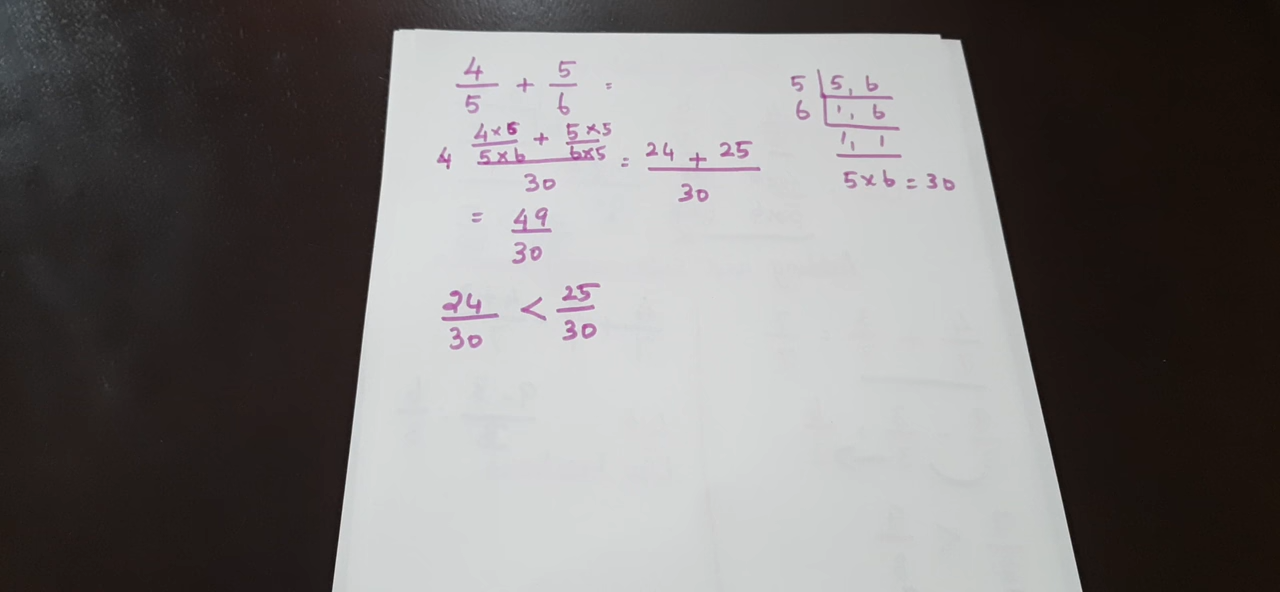 4/5 + 5/6 =
4 (4×5)/(5×6) + (5×5)/(6×5) / 30 = (24 + 25)/30
= 49/30
24/30 < 25/30
5 | 5, 6
6 | 1, 6
1, 1
5×6 = 30